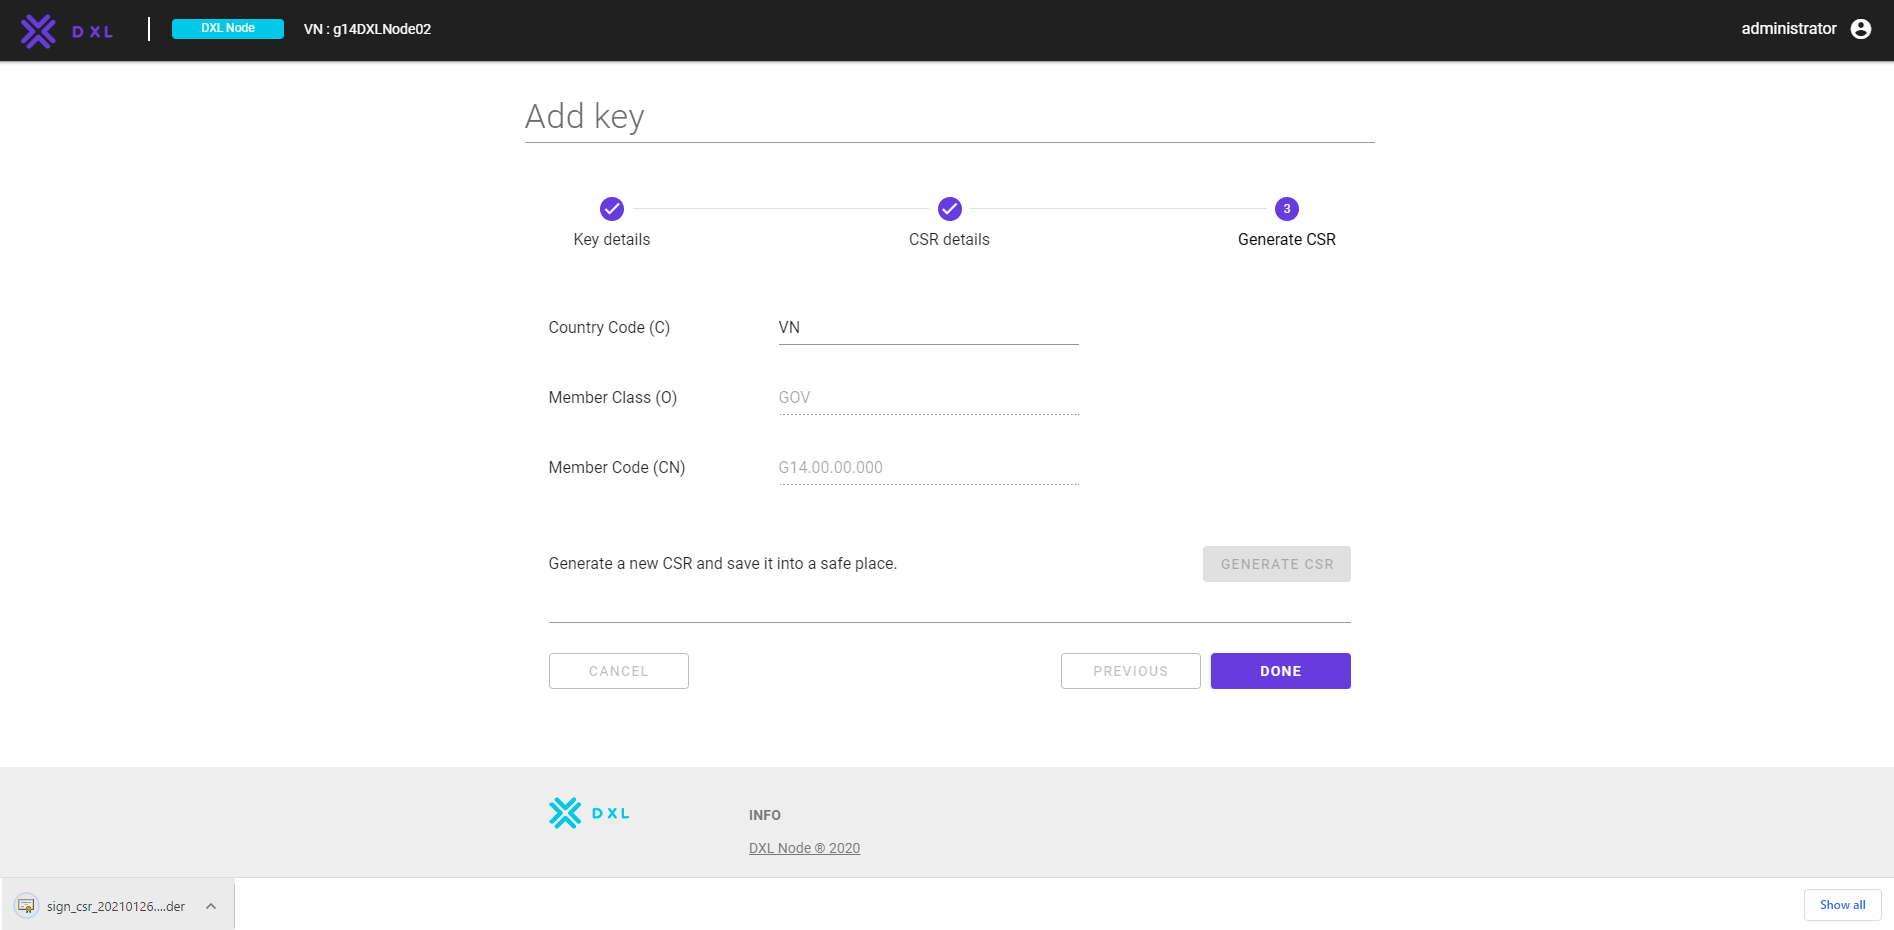 DXL
DXL Node
VN : g14DXLNode02
administrator
Add key
3
Key details
CSR details
Generate CSR
Country Code (C)
VN
Member Class (O)
GOV
Member Code (CN)
G14.00.00.000
Generate a new CSR and save it into a safe place.
GENERATE CSR
CANCEL
PREVIOUS
DONE
DXL
INFO
DXL Node ® 2020
sign_csr_20210126....der
Show all